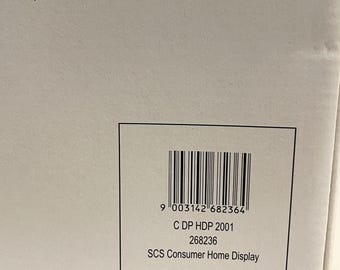 9 003142 682364
C DP HDP 2001
268236
SCS Consumer Home Display